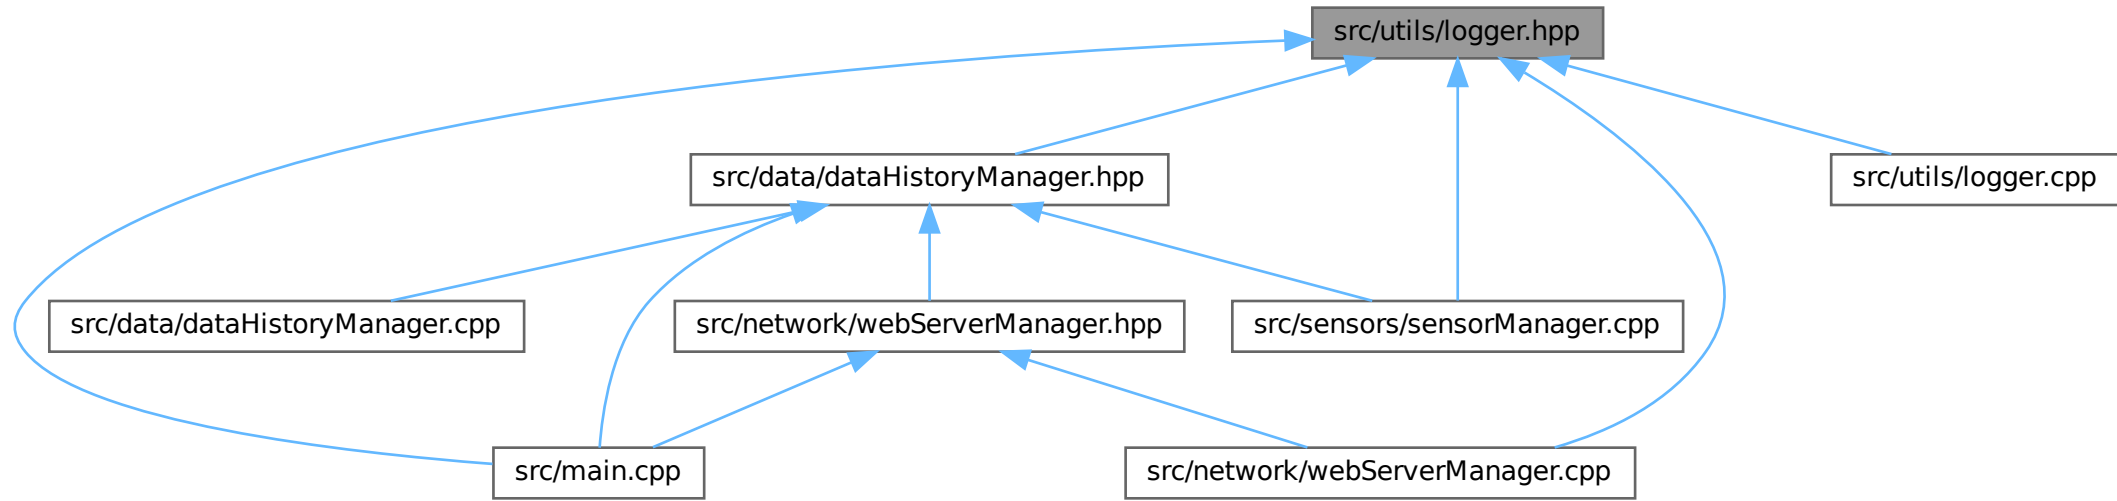 src/utils/logger.hpp
src/data/dataHistoryManager.hpp
src/utils/logger.cpp
src/data/dataHistoryManager.cpp
src/network/webServerManager.hpp
src/sensors/sensorManager.cpp
src/main.cpp
src/network/webServerManager.cpp